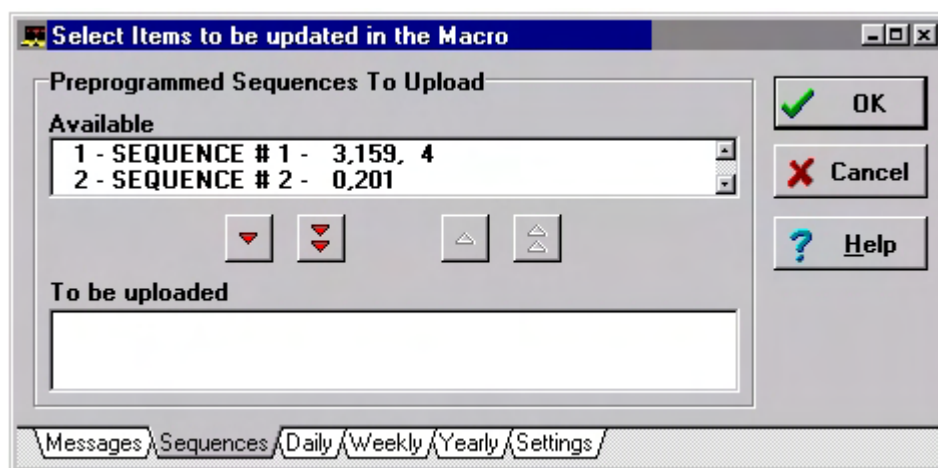 Select Items to be updated in the Macro
Preprogrammed Sequences To Upload
Available
1 - SEQUENCE # 1 - 3,159, 4
2 - SEQUENCE # 2 - 0,201
To be uploaded
OK
Cancel
Help
Messages Sequences Daily Weekly Yearly Settings